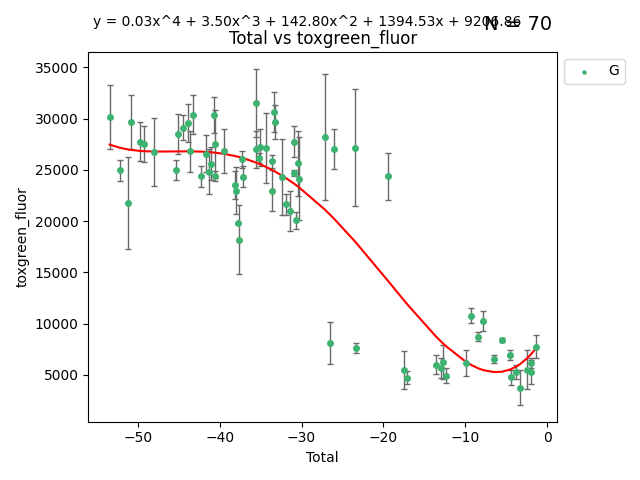 y = 0.03x^4 + 3.50x^3 + 142.80x^2 + 1394.53x + 9206.86
N = 70
Total vs toxgreen_fluor
G
35000
30000
25000
20000
15000
10000
5000
toxgreen_fluor
−50 −40 −30 −20 −10 0
Total